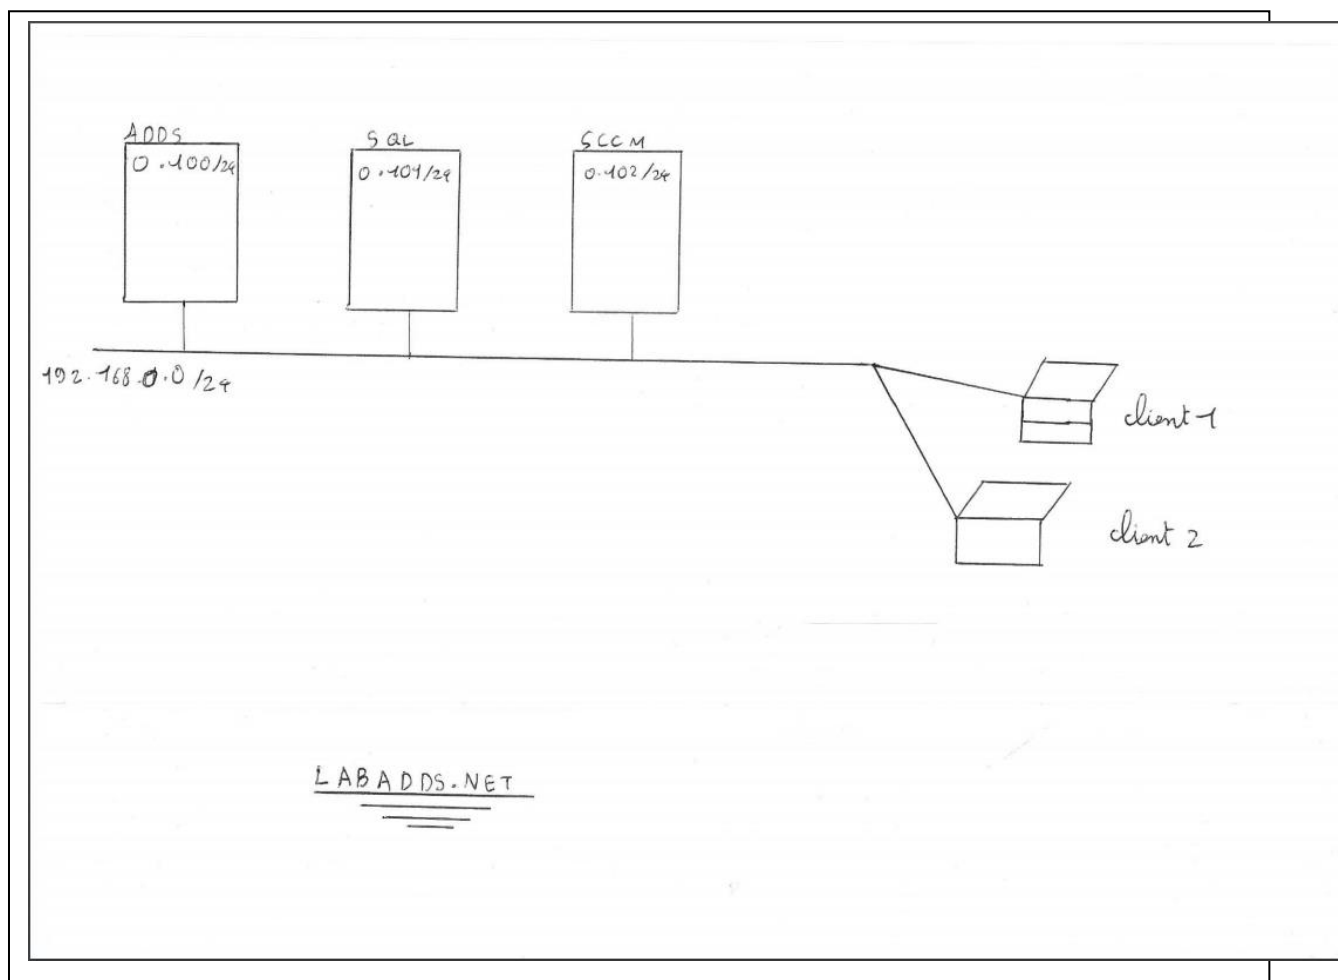 ADDS
0.100/24
SQL
0.101/24
SCCM
0.102/24
192.168.0.0/24
client 1
client 2
LABADDS.NET